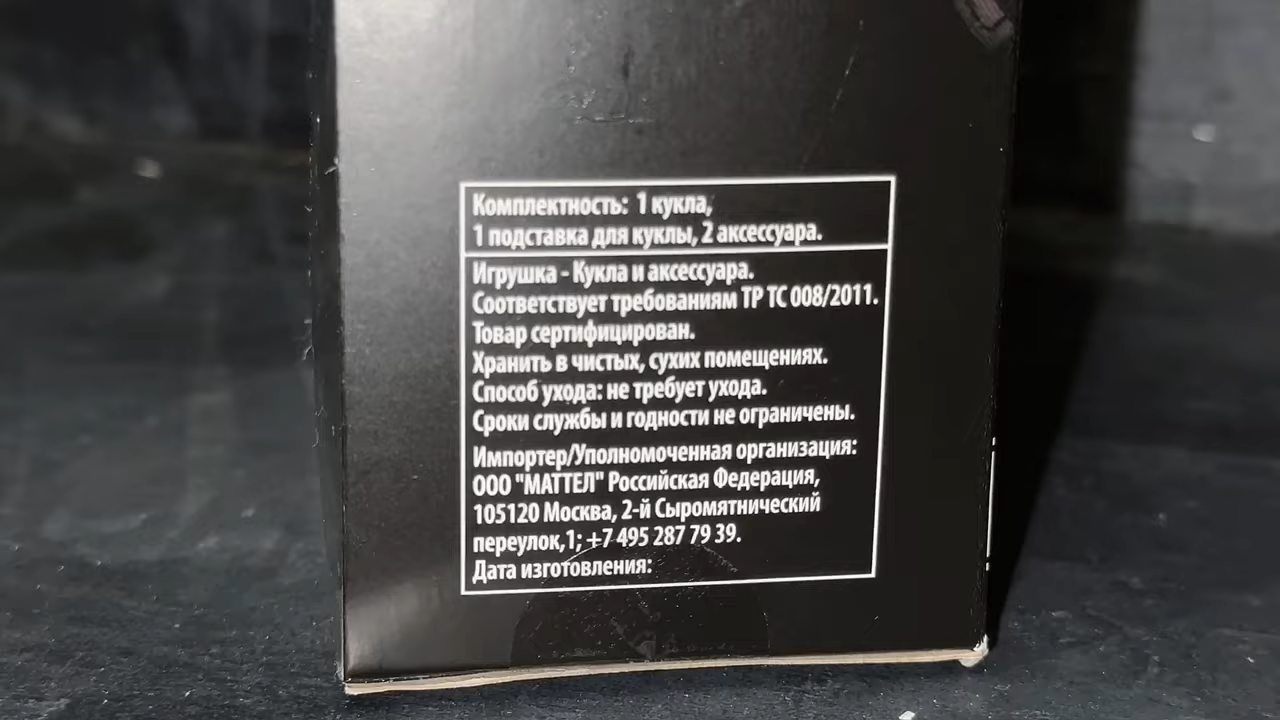 Комплектность: 1 кукла,
1 подставка для куклы, 2 аксессуара.
Игрушка - Кукла и аксессуара.
Соответствует требованиям ТР ТС 008/2011.
Товар сертифицирован.
Хранить в чистых, сухих помещениях.
Способ ухода: не требует ухода.
Сроки службы и годности не ограничены.
Импортер/Уполномоченная организация:
ООО "МАТТЕЛ" Российская Федерация,
105120 Москва, 2-й Сыромятнический
переулок,1; +7 495 287 79 39.
Дата изготовления: